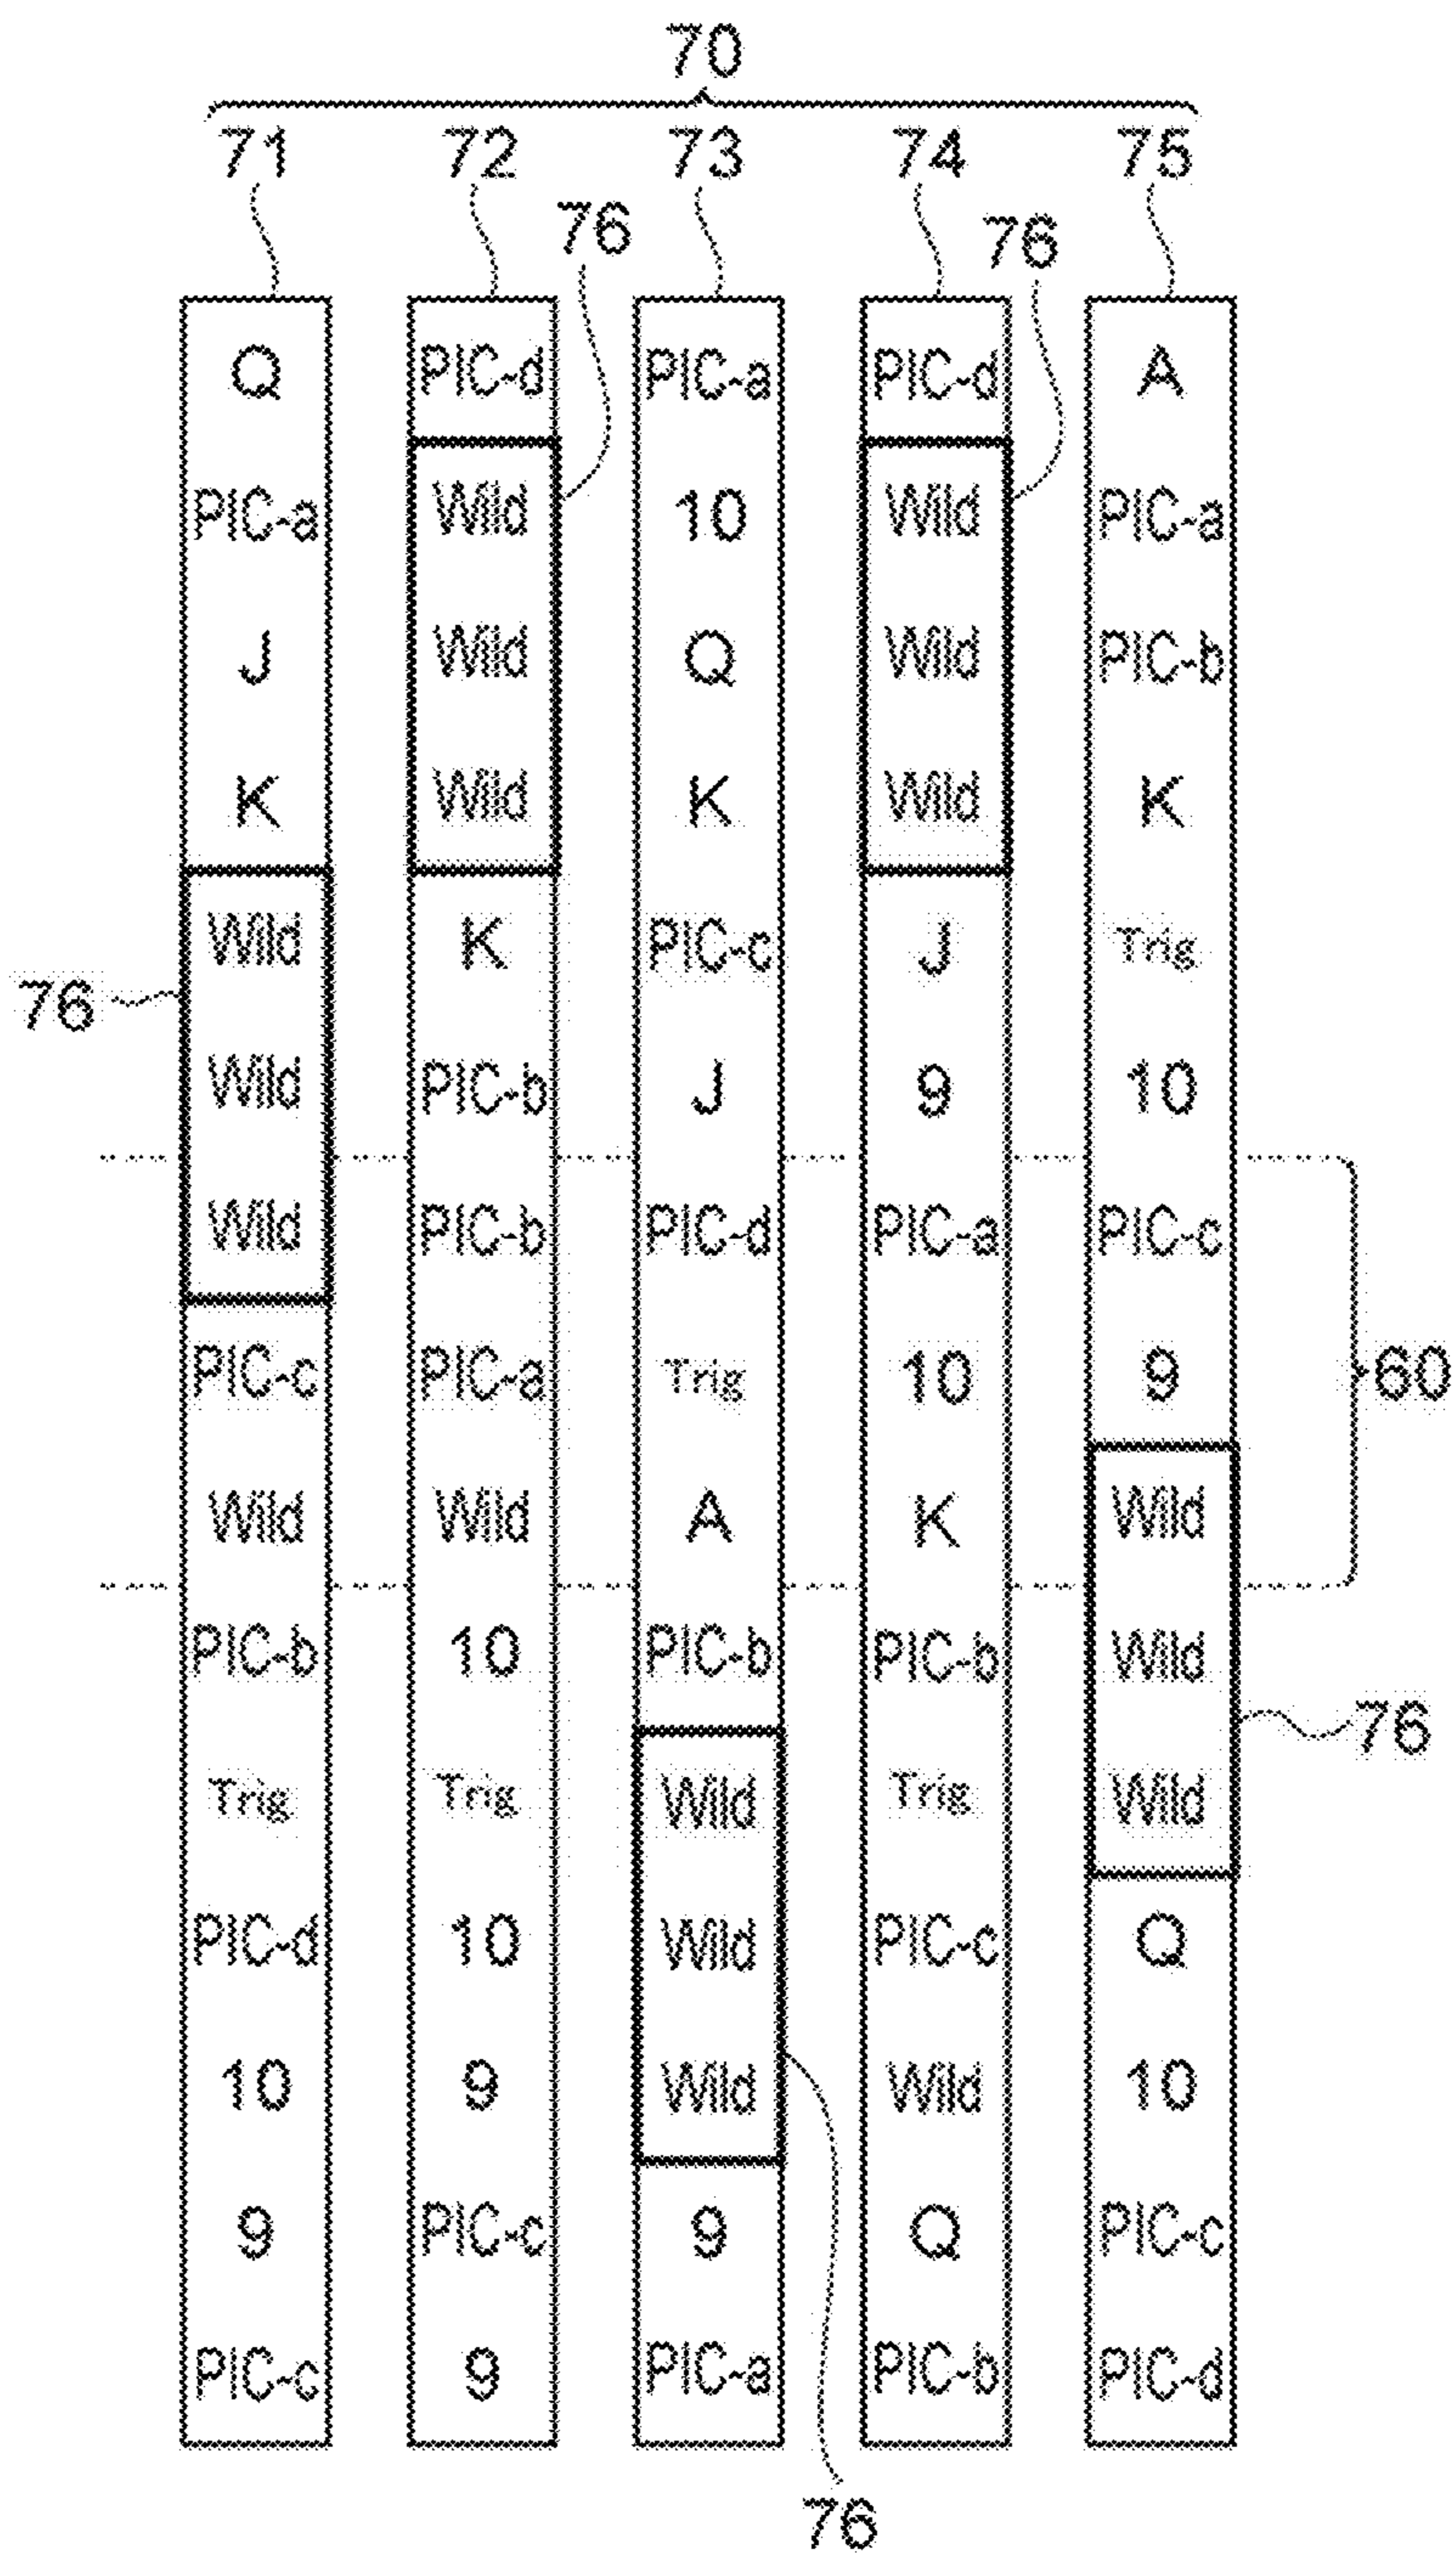 70
71 72 73 74 75
76 76
Q PIC-d PIC-a PIC-d A
PIC-a Wild 10 Wild PIC-a
J Wild Q Wild PIC-b
K Wild K Wild K
Wild K PIC-c J Trig
76
Wild PIC-b J 9 10
Wild PIC-b PIC-d PIC-a PIC-c
PIC-c PIC-a Trig 10 9 60
Wild Wild A K Wild
PIC-b 10 PIC-b PIC-b Wild
76
Trig Trig Wild Trig Wild
PIC-d 10 Wild PIC-c Q
10 9 Wild Wild 10
9 PIC-c 9 Q PIC-c
PIC-c 9 PIC-a PIC-b PIC-d
76